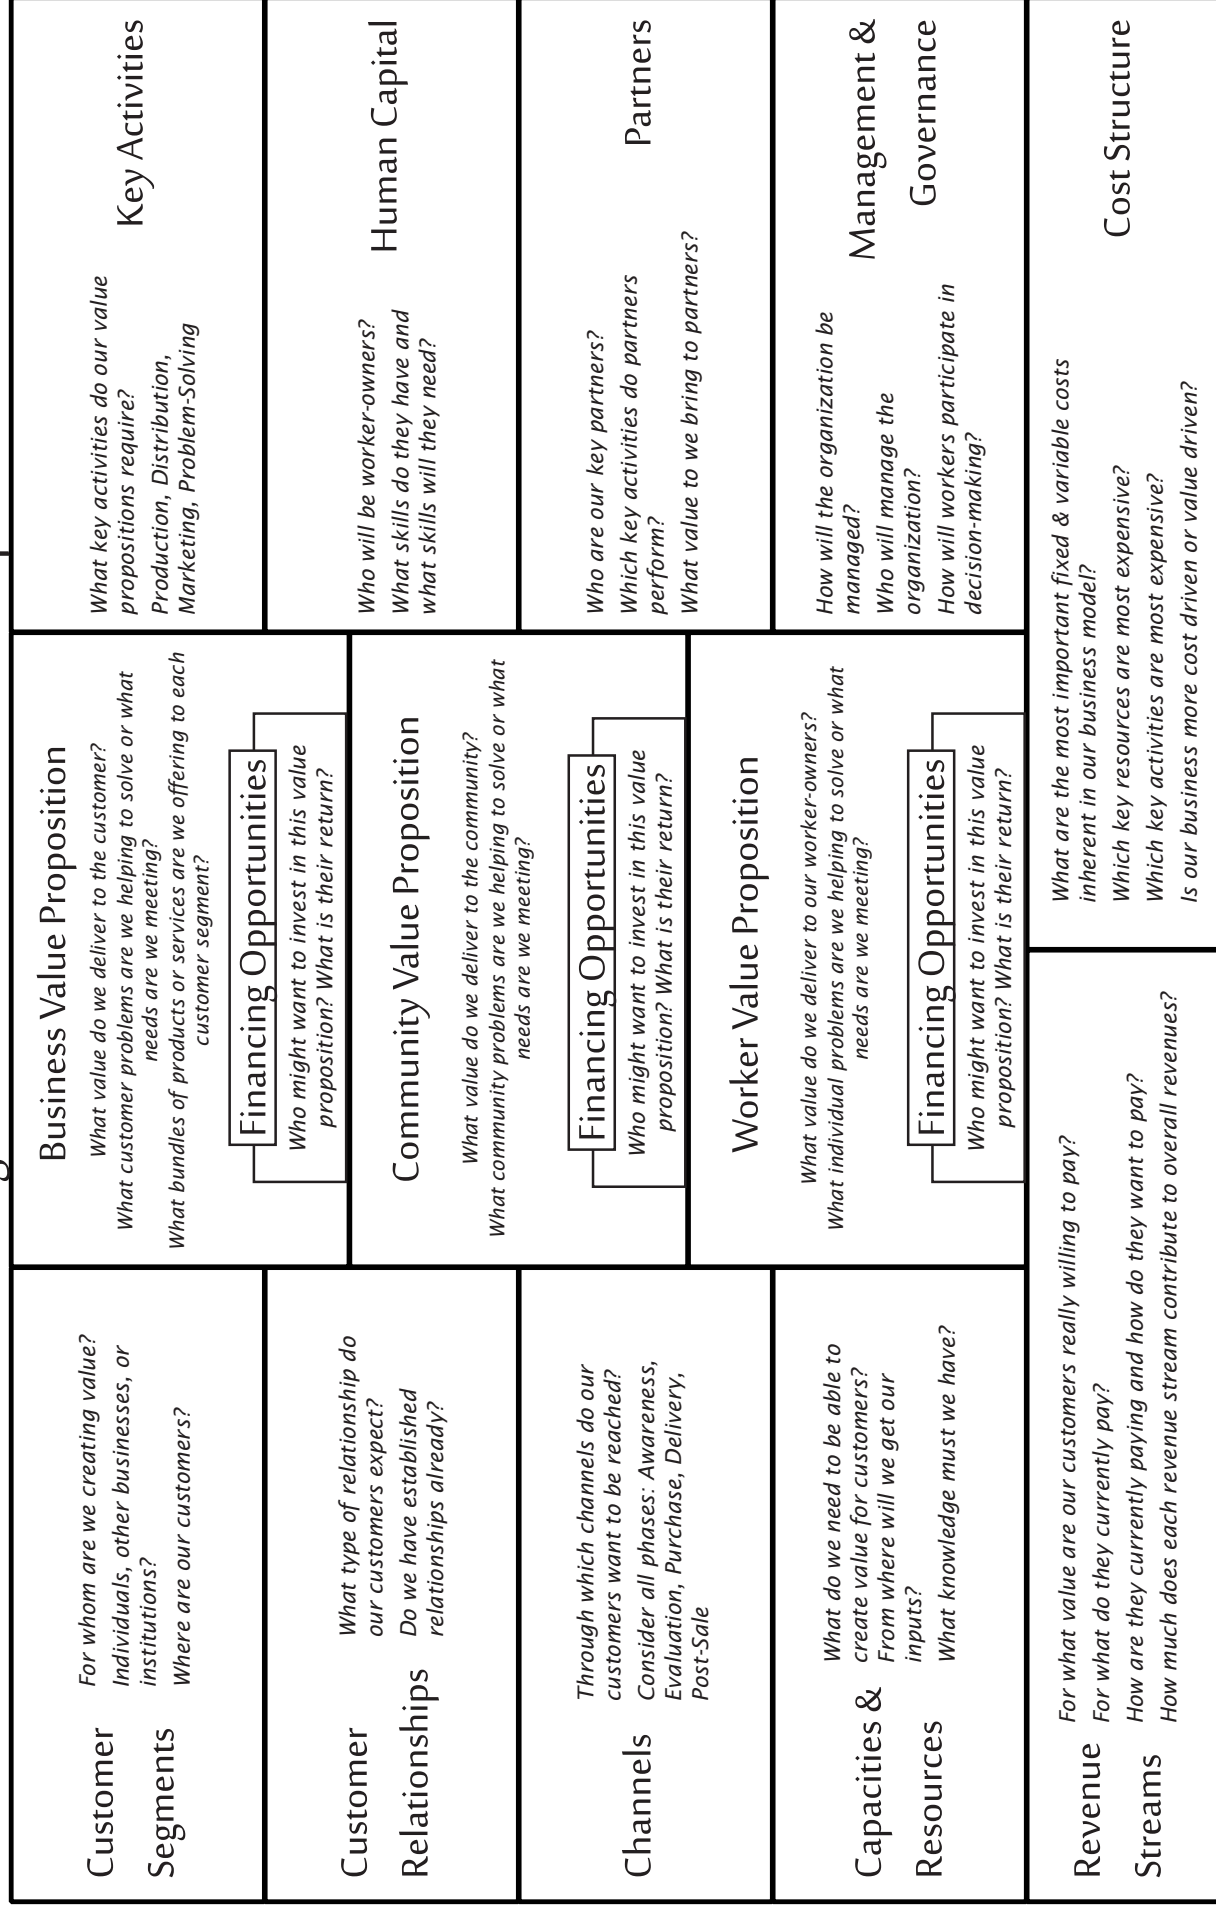 Customer
Segments
For whom are we creating value?
Individuals, other businesses, or
institutions?
Where are our customers?
Customer
Relationships
What type of relationship do
our customers expect?
Do we have established
relationships already?
Channels
Through which channels do our
customers want to be reached?
Consider all phases: Awareness,
Evaluation, Purchase, Delivery,
Post-Sale
Capacities &
Resources
What do we need to be able to
create value for customers?
From where will we get our
inputs?
What knowledge must we have?
Business Value Proposition
What value do we deliver to the customer?
What customer problems are we helping to solve or what
needs are we meeting?
What bundles of products or services are we offering to each
customer segment?
Financing Opportunities
Who might want to invest in this value
proposition? What is their return?
Community Value Proposition
What value do we deliver to the community?
What community problems are we helping to solve or what
needs are we meeting?
Financing Opportunities
Who might want to invest in this value
proposition? What is their return?
Worker Value Proposition
What value do we deliver to our worker-owners?
What individual problems are we helping to solve or what
needs are we meeting?
Financing Opportunities
Who might want to invest in this value
proposition? What is their return?
Key Activities
What key activities do our value
propositions require?
Production, Distribution,
Marketing, Problem-Solving
Human Capital
Who will be worker-owners?
What skills do they have and
what skills will they need?
Partners
Who are our key partners?
Which key activities do partners
perform?
What value to we bring to partners?
Management &
Governance
How will the organization be
managed?
Who will manage the
organization?
How will workers participate in
decision-making?
Revenue
Streams
For what value are our customers really willing to pay?
For what do they currently pay?
How are they currently paying and how do they want to pay?
How much does each revenue stream contribute to overall revenues?
Cost Structure
What are the most important fixed & variable costs
inherent in our business model?
Which key resources are most expensive?
Which key activities are most expensive?
Is our business more cost driven or value driven?